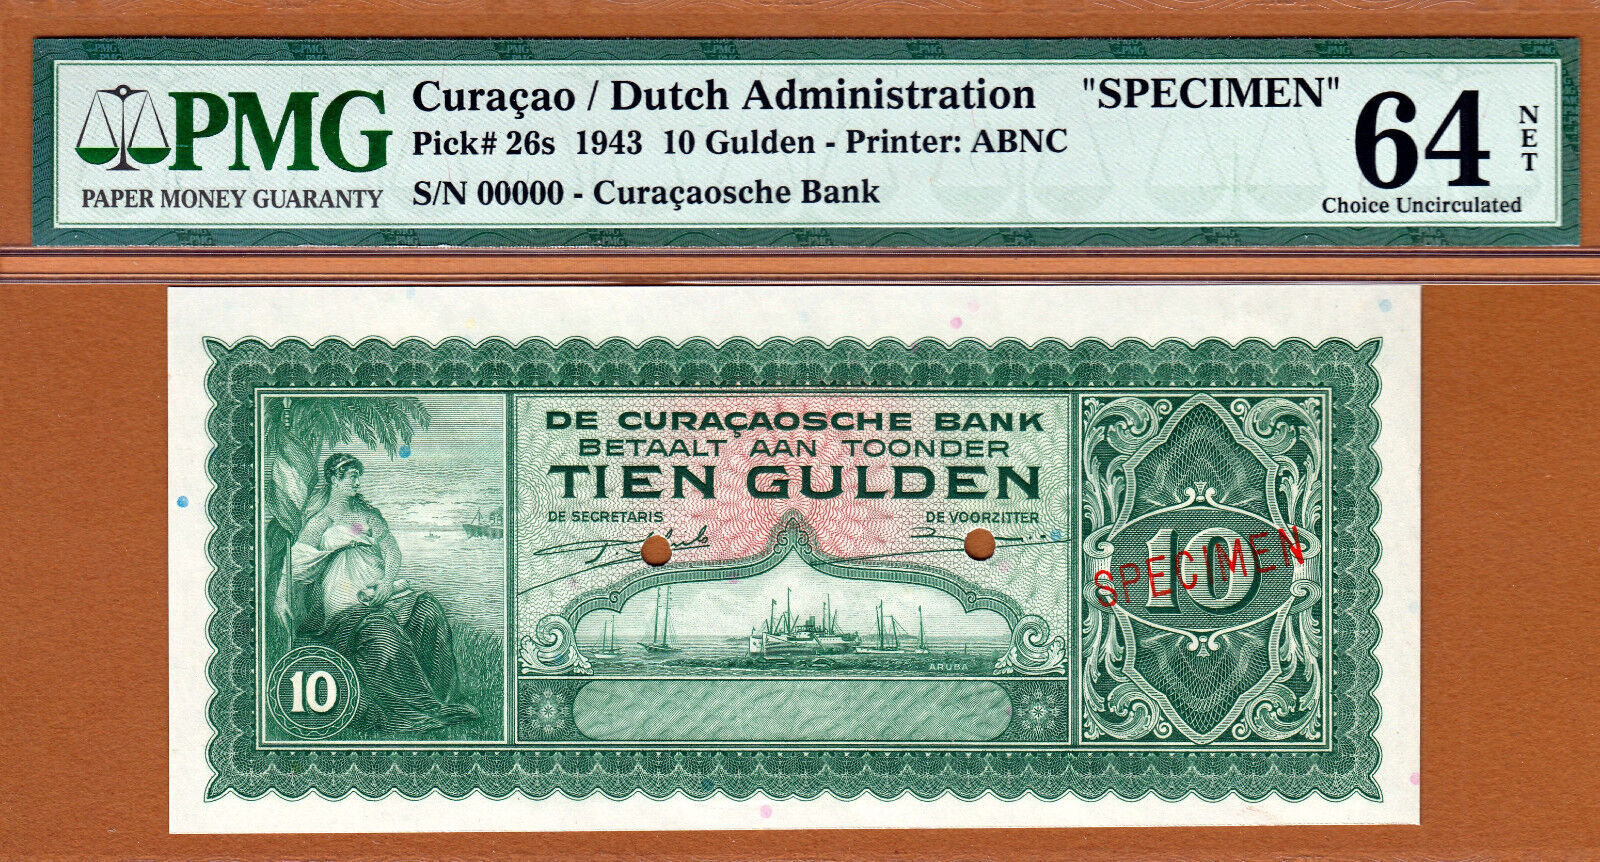 PMG
PAPER MONEY GUARANTY
Curaçao / Dutch Administration "SPECIMEN"
Pick# 26s 1943 10 Gulden - Printer: ABNC
S/N 00000 - Curaçaosche Bank
64
NET
Choice Uncirculated
DE CURAÇAOSCHE BANK
BETAALT AAN TOONDER
TIEN GULDEN
DE SECRETARIS DE VOORZITTER
ARUBA
10
10
SPECIMEN